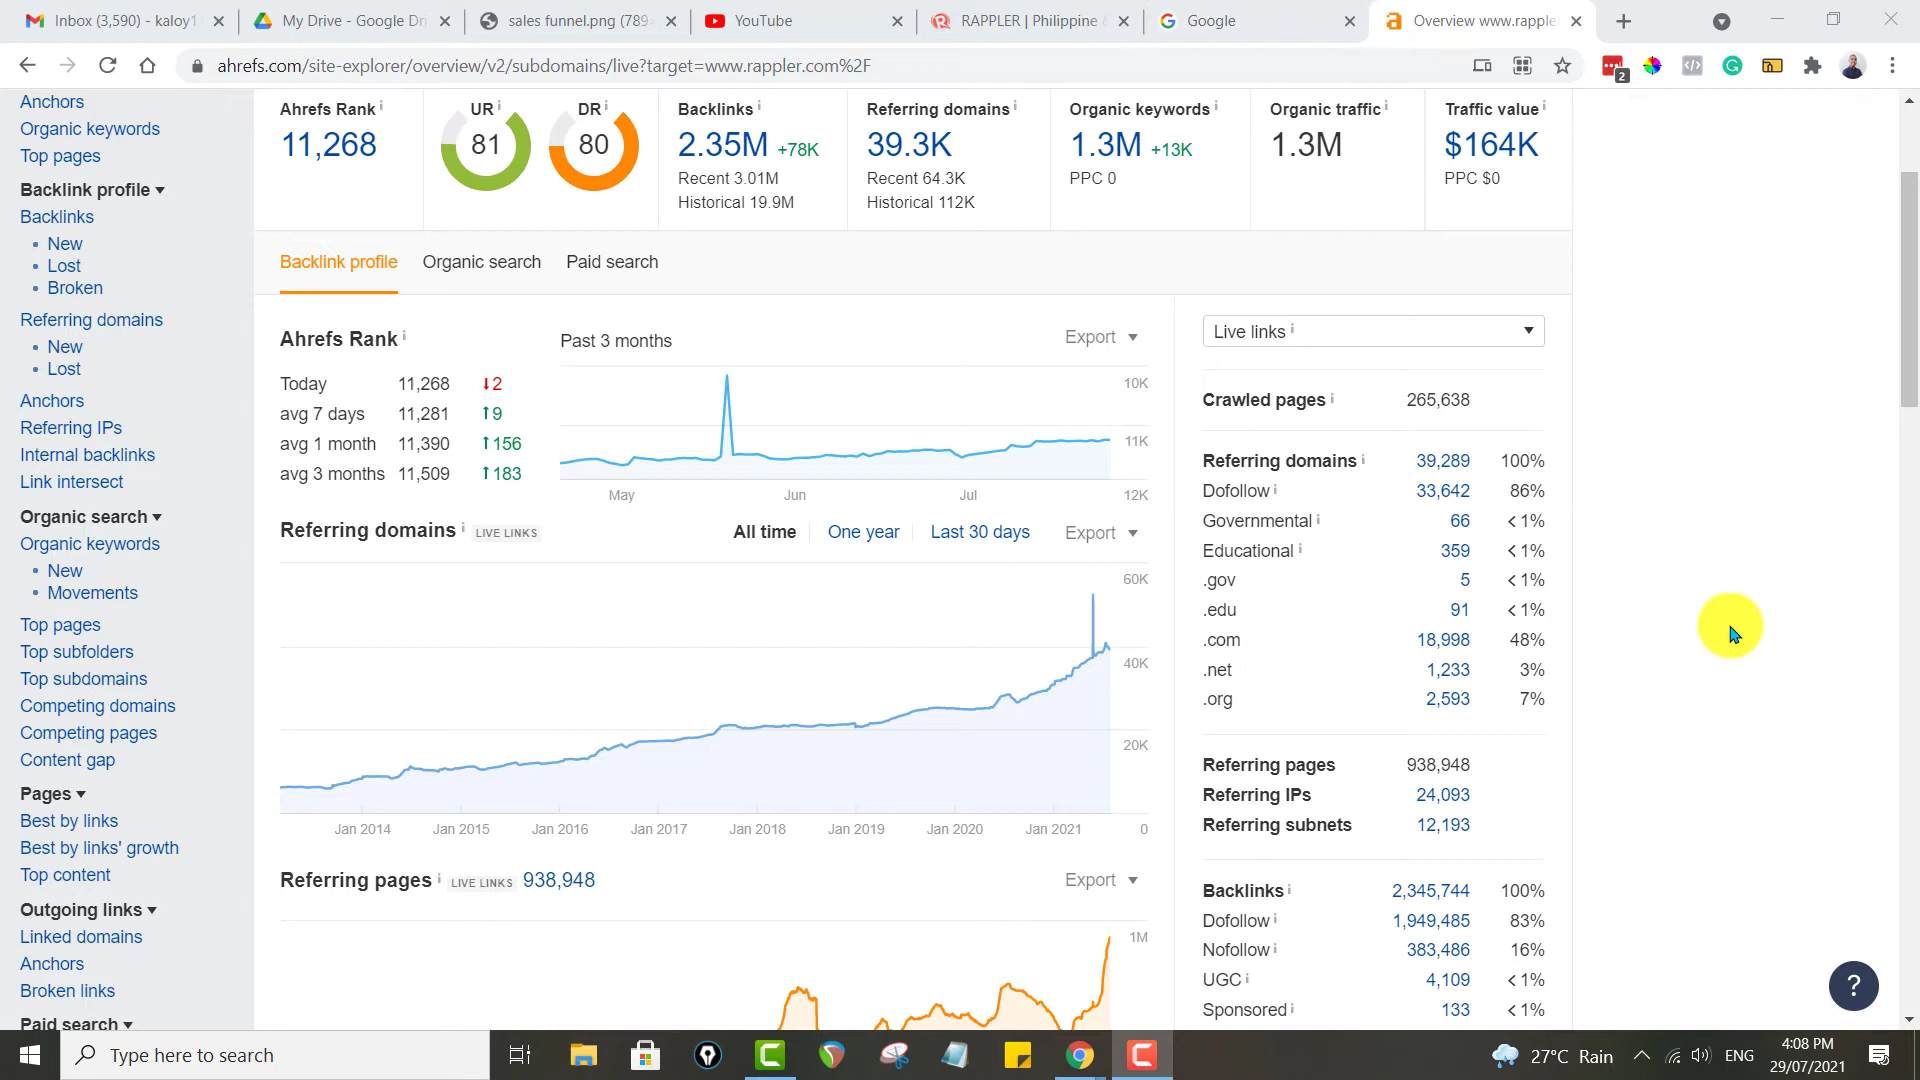 Inbox (3,590) - kaloy1
My Drive - Google Dri
sales funnel.png (789
YouTube
RAPPLER | Philippine
Google
Overview www.rapple
ahrefs.com/site-explorer/overview/v2/subdomains/live?target=www.rappler.com%2F
2
Anchors
Organic keywords
Top pages
Backlink profile
Backlinks
New
Lost
Broken
Referring domains
New
Lost
Anchors
Referring IPs
Internal backlinks
Link intersect
Organic search
Organic keywords
New
Movements
Top pages
Top subfolders
Top subdomains
Competing domains
Competing pages
Content gap
Pages
Best by links
Best by links' growth
Top content
Outgoing links
Linked domains
Anchors
Broken links
Paid search
Ahrefs Rank
11,268
UR
81
DR
80
Backlinks
2.35M +78K
Recent 3.01M
Historical 19.9M
Referring domains
39.3K
Recent 64.3K
Historical 112K
Organic keywords
1.3M +13K
PPC 0
Organic traffic
1.3M
Traffic value
$164K
PPC $0
Backlink profile Organic search Paid search
Ahrefs Rank
Past 3 months
Export
Today 11,268 ↓2
avg 7 days 11,281 ↑9
avg 1 month 11,390 ↑156
avg 3 months 11,509 ↑183
10K
11K
12K
May Jun Jul
Referring domains LIVE LINKS All time One year Last 30 days Export
60K
40K
20K
0
Jan 2014 Jan 2015 Jan 2016 Jan 2017 Jan 2018 Jan 2019 Jan 2020 Jan 2021
Referring pages LIVE LINKS 938,948 Export
1M
Live links
Crawled pages 265,638
Referring domains 39,289 100%
Dofollow 33,642 86%
Governmental 66 <1%
Educational 359 <1%
.gov 5 <1%
.edu 91 <1%
.com 18,998 48%
.net 1,233 3%
.org 2,593 7%
Referring pages 938,948
Referring IPs 24,093
Referring subnets 12,193
Backlinks 2,345,744 100%
Dofollow 1,949,485 83%
Nofollow 383,486 16%
UGC 4,109 <1%
Sponsored 133 <1%
?
Type here to search
27°C Rain
ENG
4:08 PM
29/07/2021